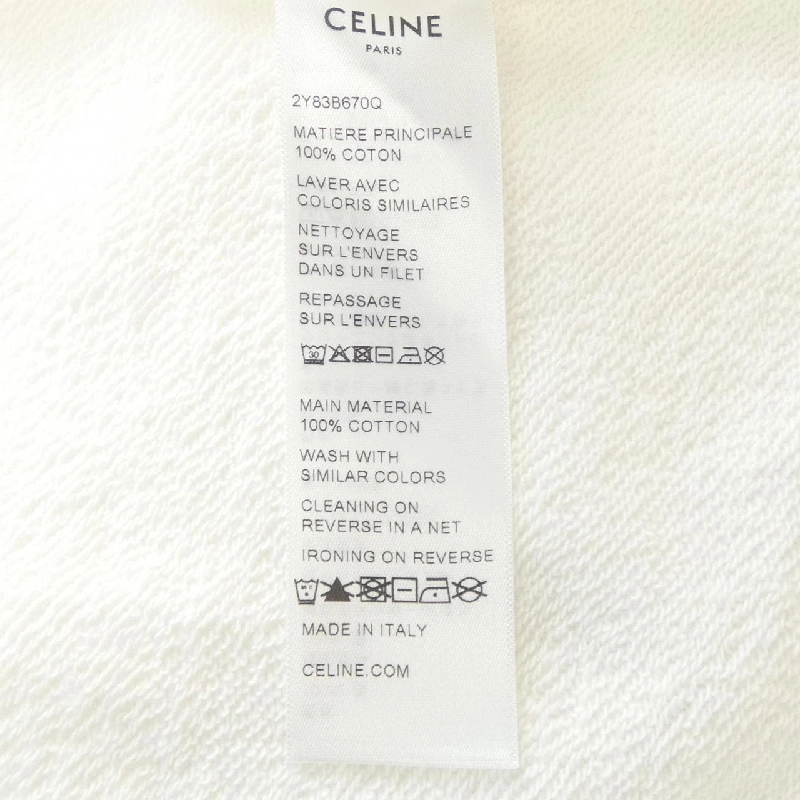 CELINE
PARIS
2Y83B670Q
MATIERE PRINCIPALE
100% COTON
LAVER AVEC
COLORIS SIMILAIRES
NETTOYAGE
SUR L'ENVERS
DANS UN FILET
REPASSAGE
SUR L'ENVERS
30
MAIN MATERIAL
100% COTTON
WASH WITH
SIMILAR COLORS
CLEANING ON
REVERSE IN A NET
IRONING ON REVERSE
MADE IN ITALY
CELINE.COM